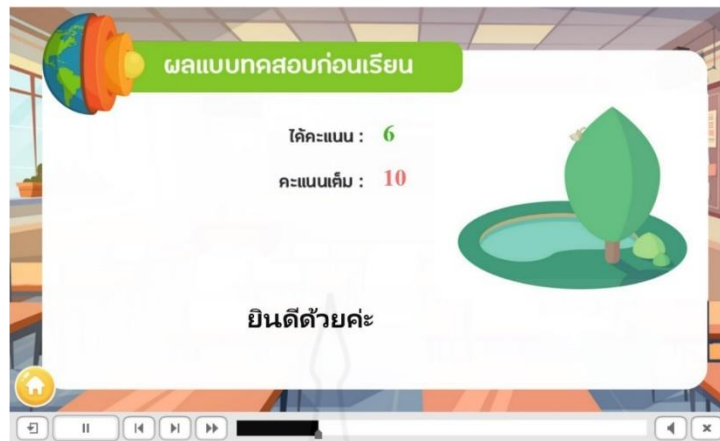 ผลแบบทดสอบก่อนเรียน
ได้คะแนน : 6
คะแนนเต็ม : 10
ยินดีด้วยค่ะ